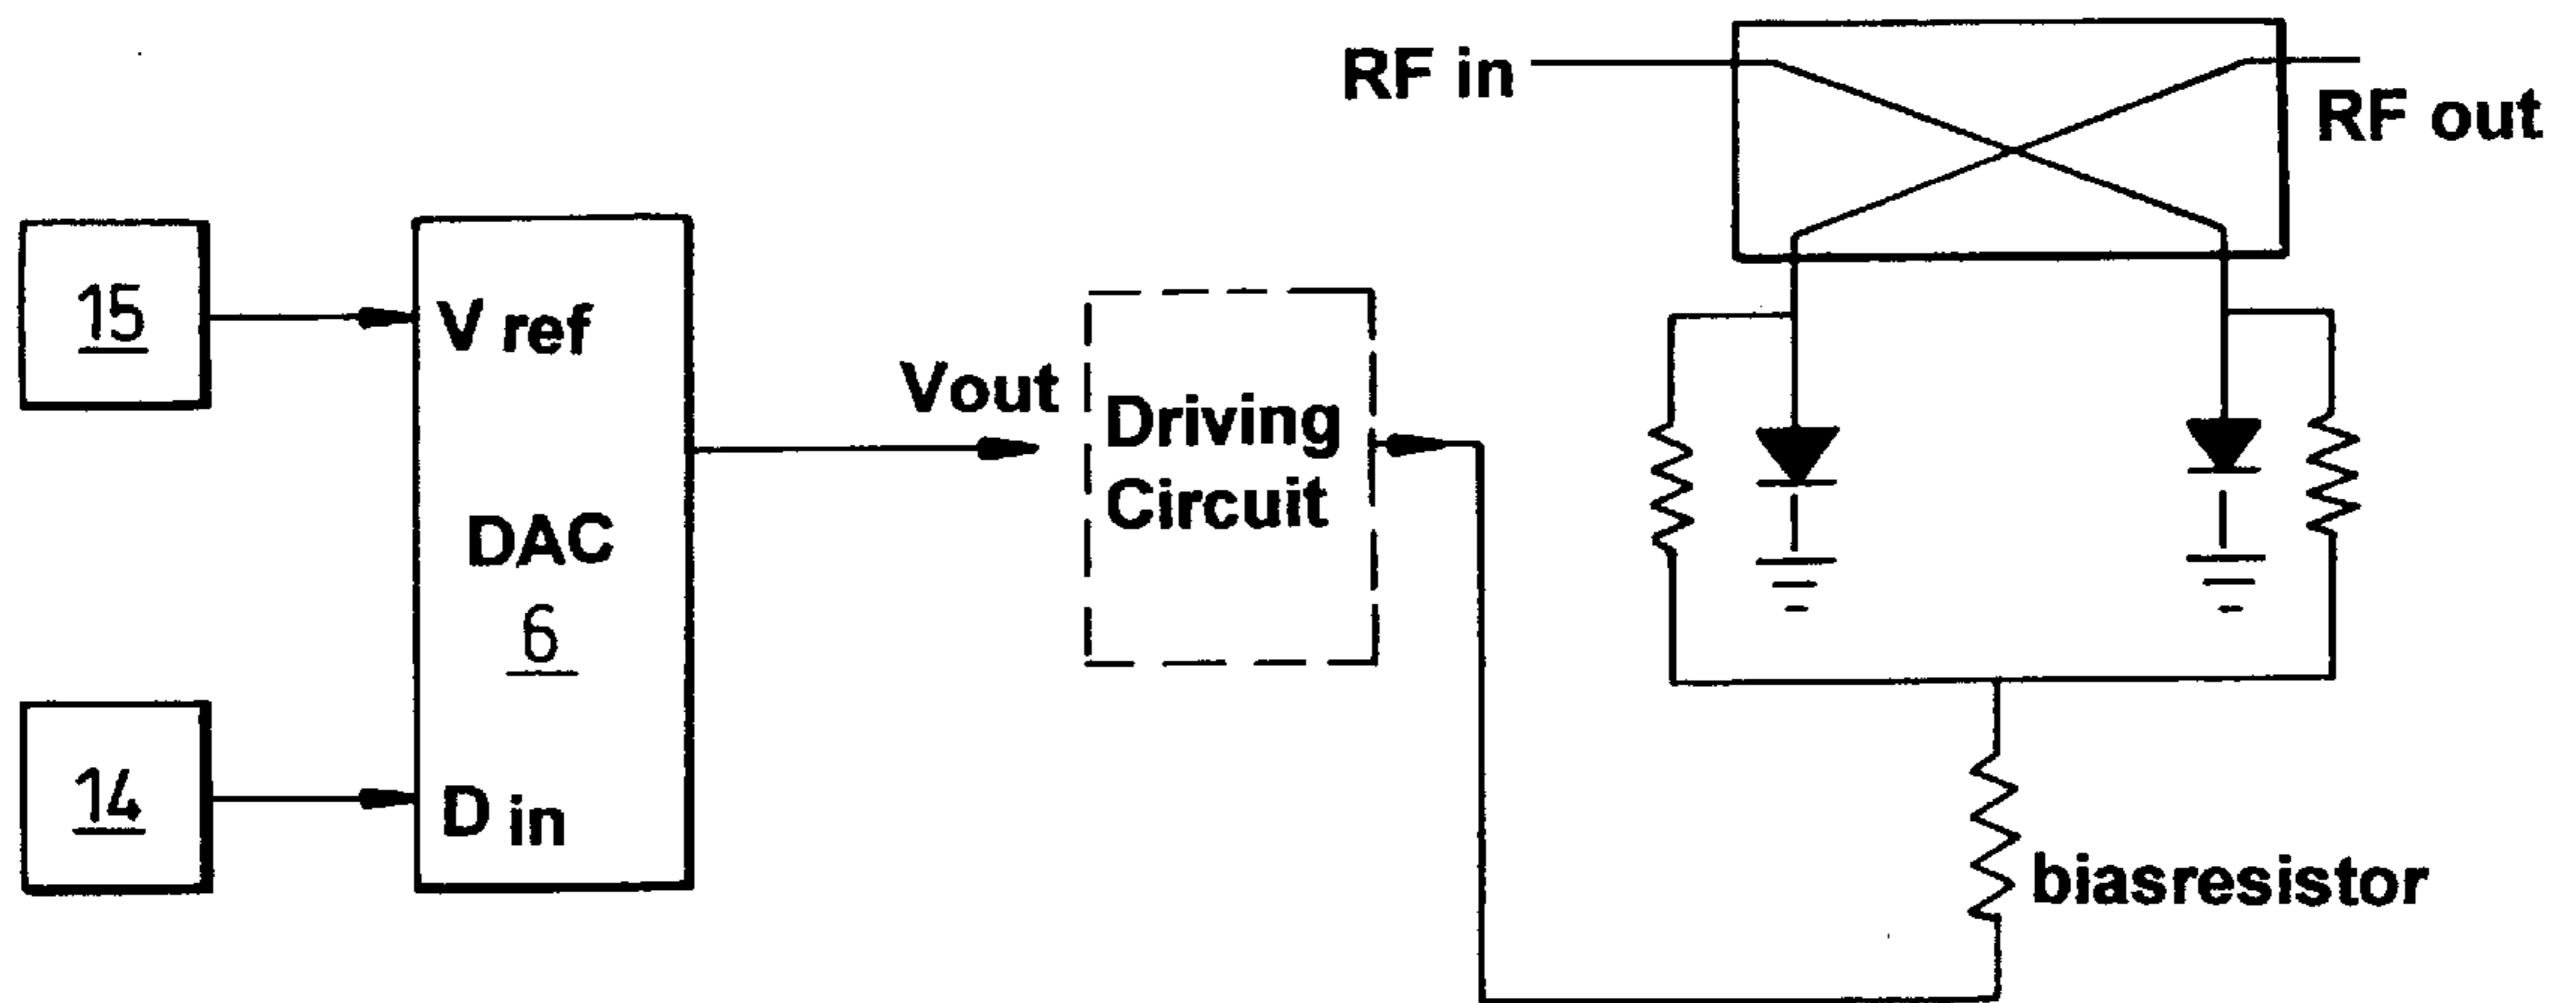 RF in
RF out
15
V ref
Vout
Driving
Circuit
DAC
6
14
D in
biasresistor